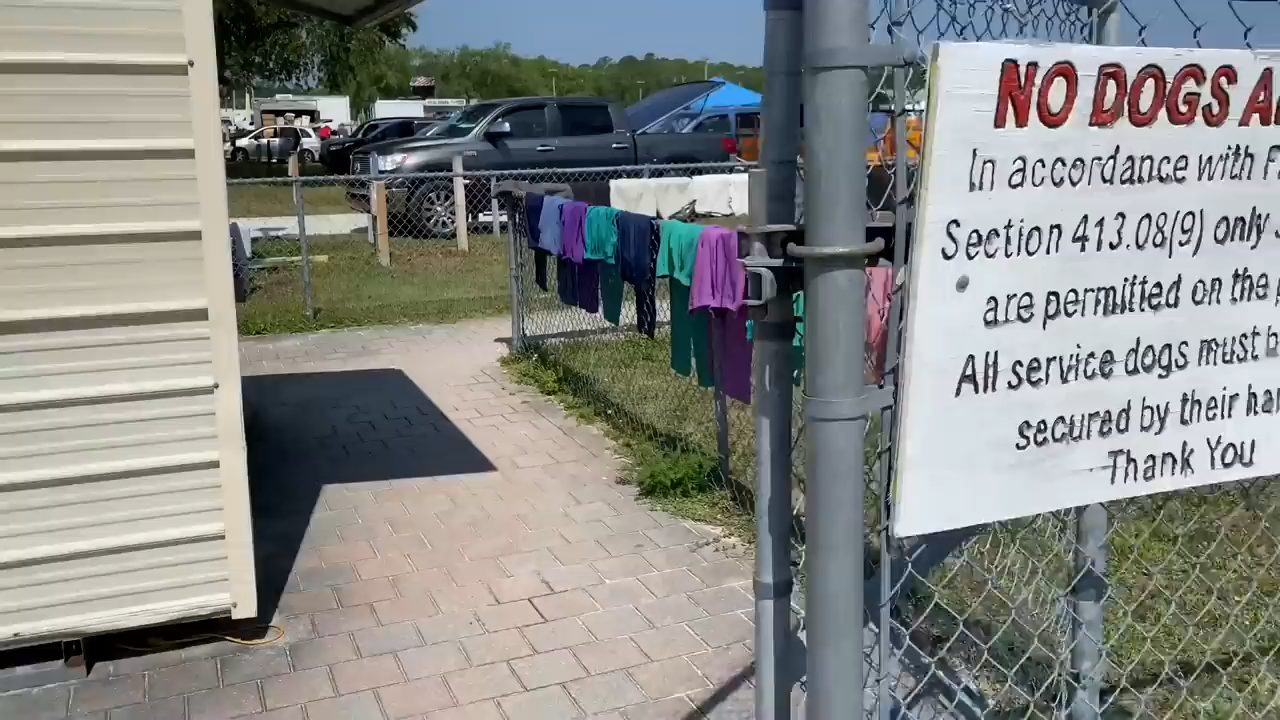 NO DOGS
In accordance with
Section 413.08(9) only
are permitted on the
All service dogs must
secured by their
Thank You